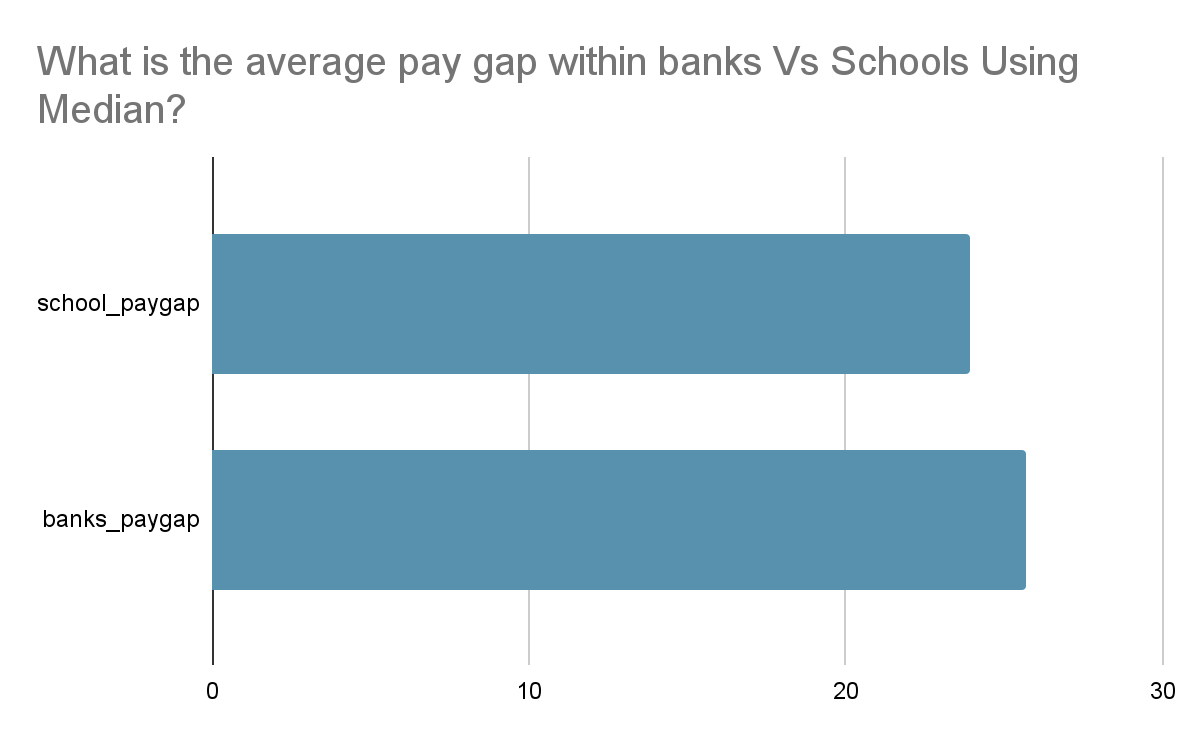 What is the average pay gap within banks Vs Schools Using
Median?
school_paygap
banks_paygap
0 10 20 30